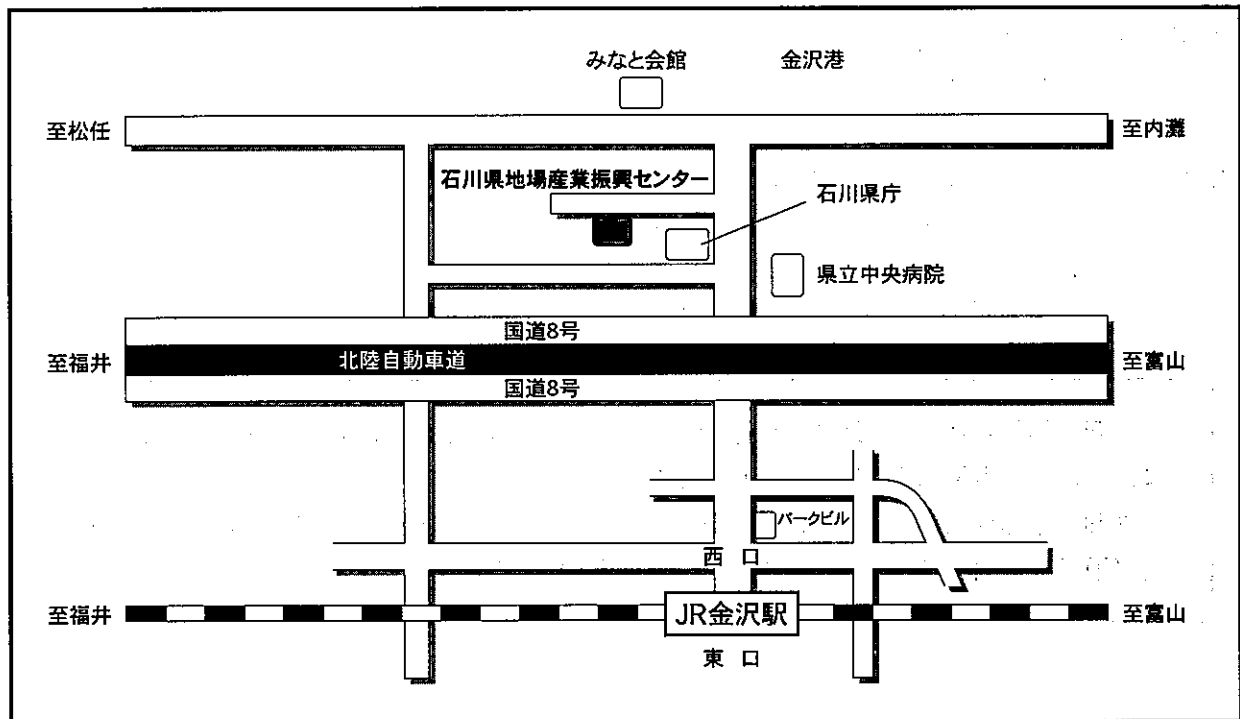 みなと会館
金沢港
至松任
至内灘
石川県地場産業振興センター
石川県庁
県立中央病院
国道8号
至福井
北陸自動車道
至富山
国道8号
パークビル
西 口
至福井
JR金沢駅
至富山
東 口